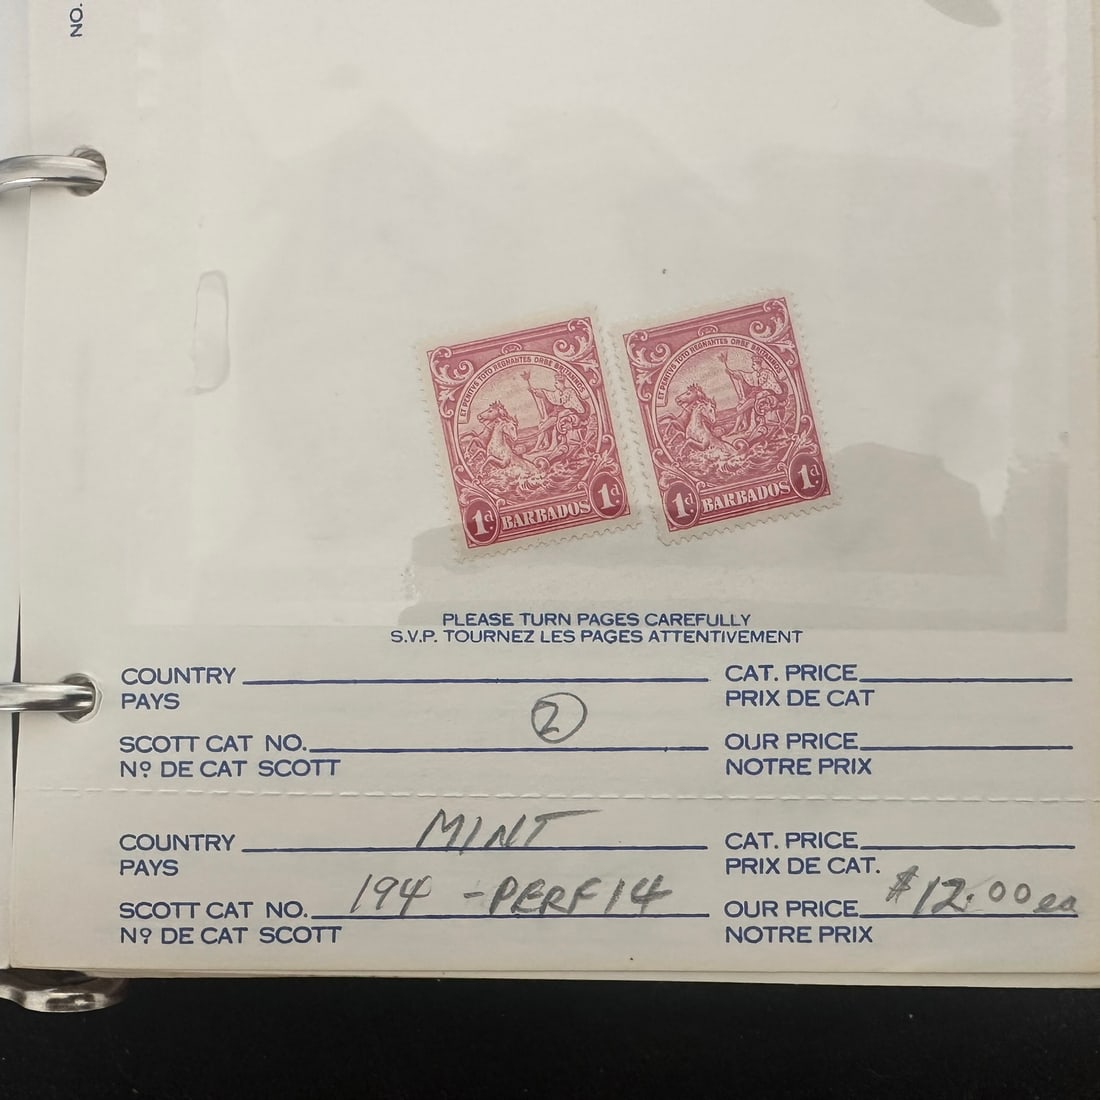 NO.
ET PENITUS TOTO REGNANTES ORBE BRITANNOS
1d BARBADOS 1d
ET PENITUS TOTO REGNANTES ORBE BRITANNOS
1d BARBADOS 1d
PLEASE TURN PAGES CAREFULLY
S.V.P. TOURNEZ LES PAGES ATTENTIVEMENT
COUNTRY CAT. PRICE
PAYS PRIX DE CAT
2
SCOTT CAT NO. OUR PRICE
Nº DE CAT SCOTT NOTRE PRIX
COUNTRY MINT CAT. PRICE
PAYS PRIX DE CAT.
SCOTT CAT NO. 194 - PERF 14 OUR PRICE $12.00 ea
Nº DE CAT SCOTT NOTRE PRIX